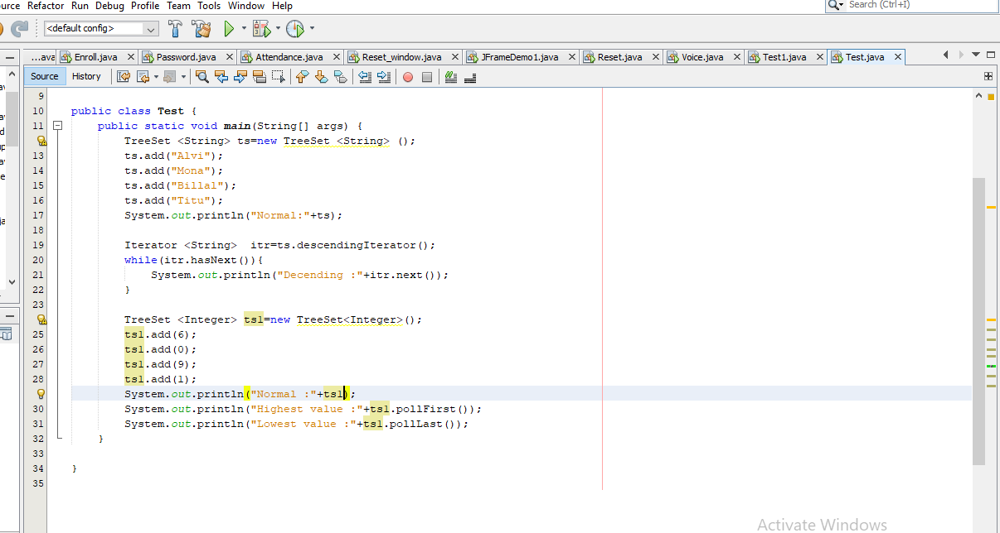 urce Refactor Run Debug Profile Team Tools Window Help
Search (Ctrl+I)
<default config>
...ava Enroll.java Password.java Attendance.java Reset_window.java JFrameDemo1.java Reset.java Voice.java Test1.java Test.java
Source History
9
10 public class Test {
11 public static void main(String[] args) {
TreeSet <String> ts=new TreeSet <String> ();
13 ts.add("Alvi");
14 ts.add("Mona");
15 ts.add("Billal");
16 ts.add("Titu");
17 System.out.println("Normal:"+ts);
18
19 Iterator <String>  itr=ts.descendingIterator();
20 while(itr.hasNext()){
21 System.out.println("Decending :"+itr.next());
22 }
23
TreeSet <Integer> ts1=new TreeSet<Integer>();
25 ts1.add(6);
26 ts1.add(0);
27 ts1.add(9);
28 ts1.add(1);
System.out.println("Normal :"+ts1);
30 System.out.println("Highest value :"+ts1.pollFirst());
31 System.out.println("Lowest value :"+ts1.pollLast());
32 }
33
34 }
35
Activate Windows